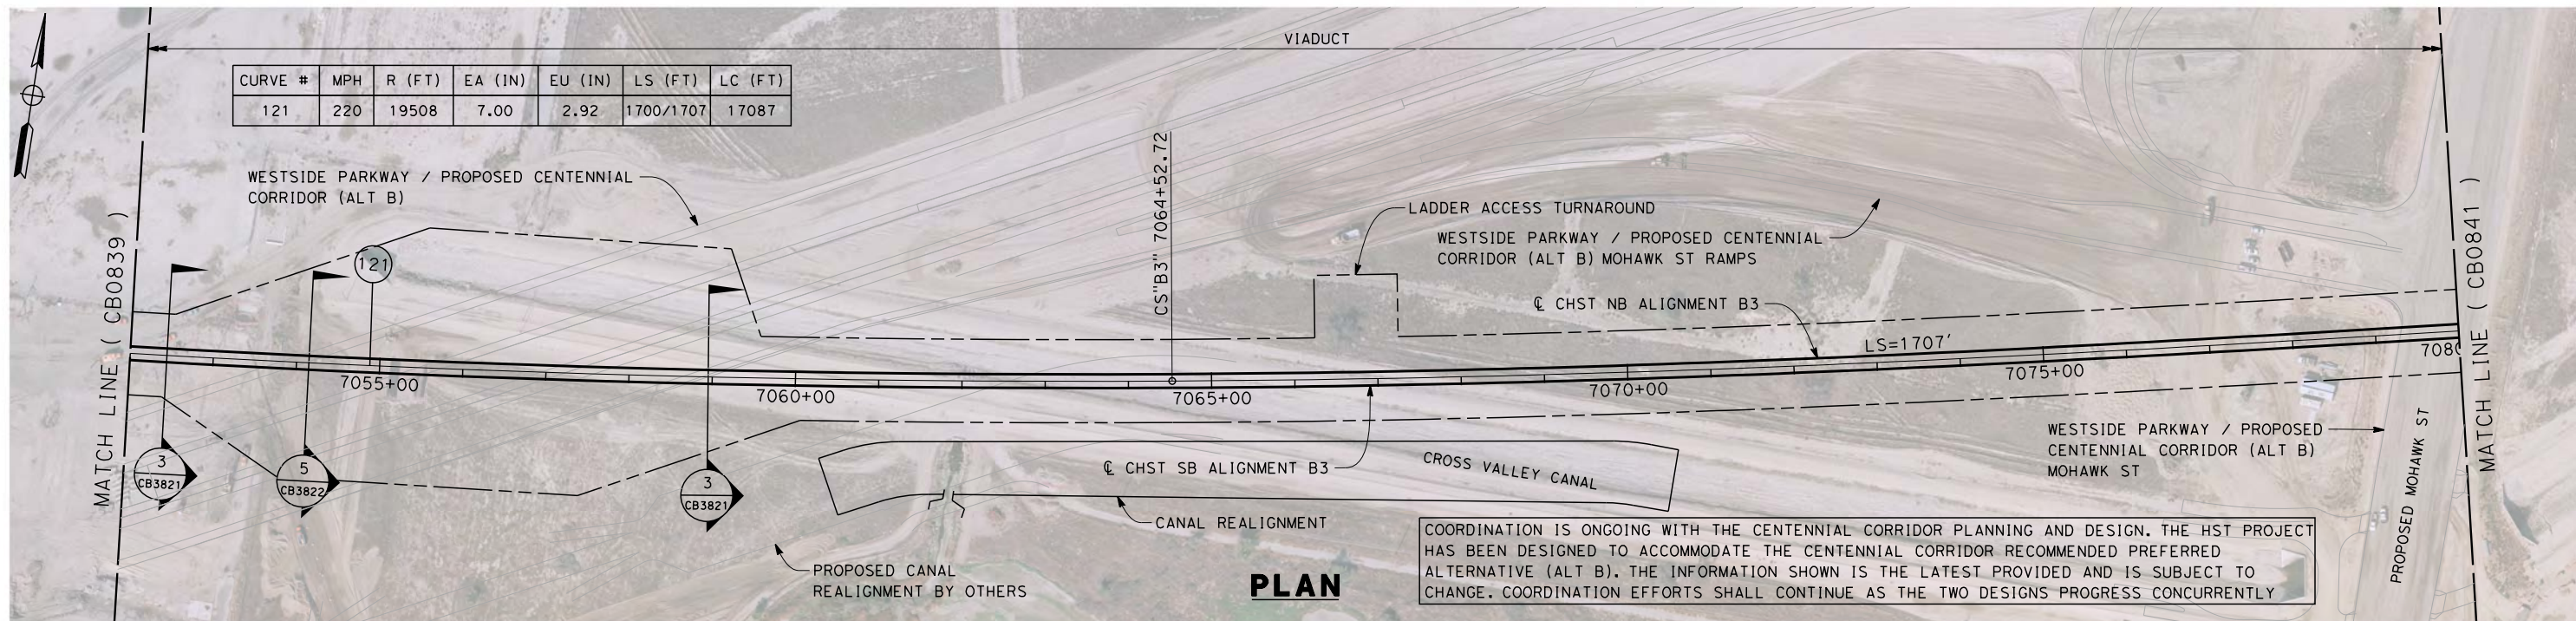 VIADUCT
CURVE # MPH R (FT) EA (IN) EU (IN) LS (FT) LC (FT)
121 220 19508 7.00 2.92 1700/1707 17087
WESTSIDE PARKWAY / PROPOSED CENTENNIAL
CORRIDOR (ALT B)
CS"B3" 7064+52.72
LADDER ACCESS TURNAROUND
WESTSIDE PARKWAY / PROPOSED CENTENNIAL
CORRIDOR (ALT B) MOHAWK ST RAMPS
MATCH LINE ( CB0839 )
121
℄ CHST NB ALIGNMENT B3
LS=1707'
MATCH LINE ( CB0841 )
7055+00
7060+00
7065+00
7070+00
7075+00
708
3
CB3821
5
CB3822
3
CB3821
℄ CHST SB ALIGNMENT B3
CROSS VALLEY CANAL
WESTSIDE PARKWAY / PROPOSED
CENTENNIAL CORRIDOR (ALT B)
MOHAWK ST
PROPOSED MOHAWK ST
CANAL REALIGNMENT
PROPOSED CANAL
REALIGNMENT BY OTHERS
PLAN
COORDINATION IS ONGOING WITH THE CENTENNIAL CORRIDOR PLANNING AND DESIGN. THE HST PROJECT
HAS BEEN DESIGNED TO ACCOMMODATE THE CENTENNIAL CORRIDOR RECOMMENDED PREFERRED
ALTERNATIVE (ALT B). THE INFORMATION SHOWN IS THE LATEST PROVIDED AND IS SUBJECT TO
CHANGE. COORDINATION EFFORTS SHALL CONTINUE AS THE TWO DESIGNS PROGRESS CONCURRENTLY